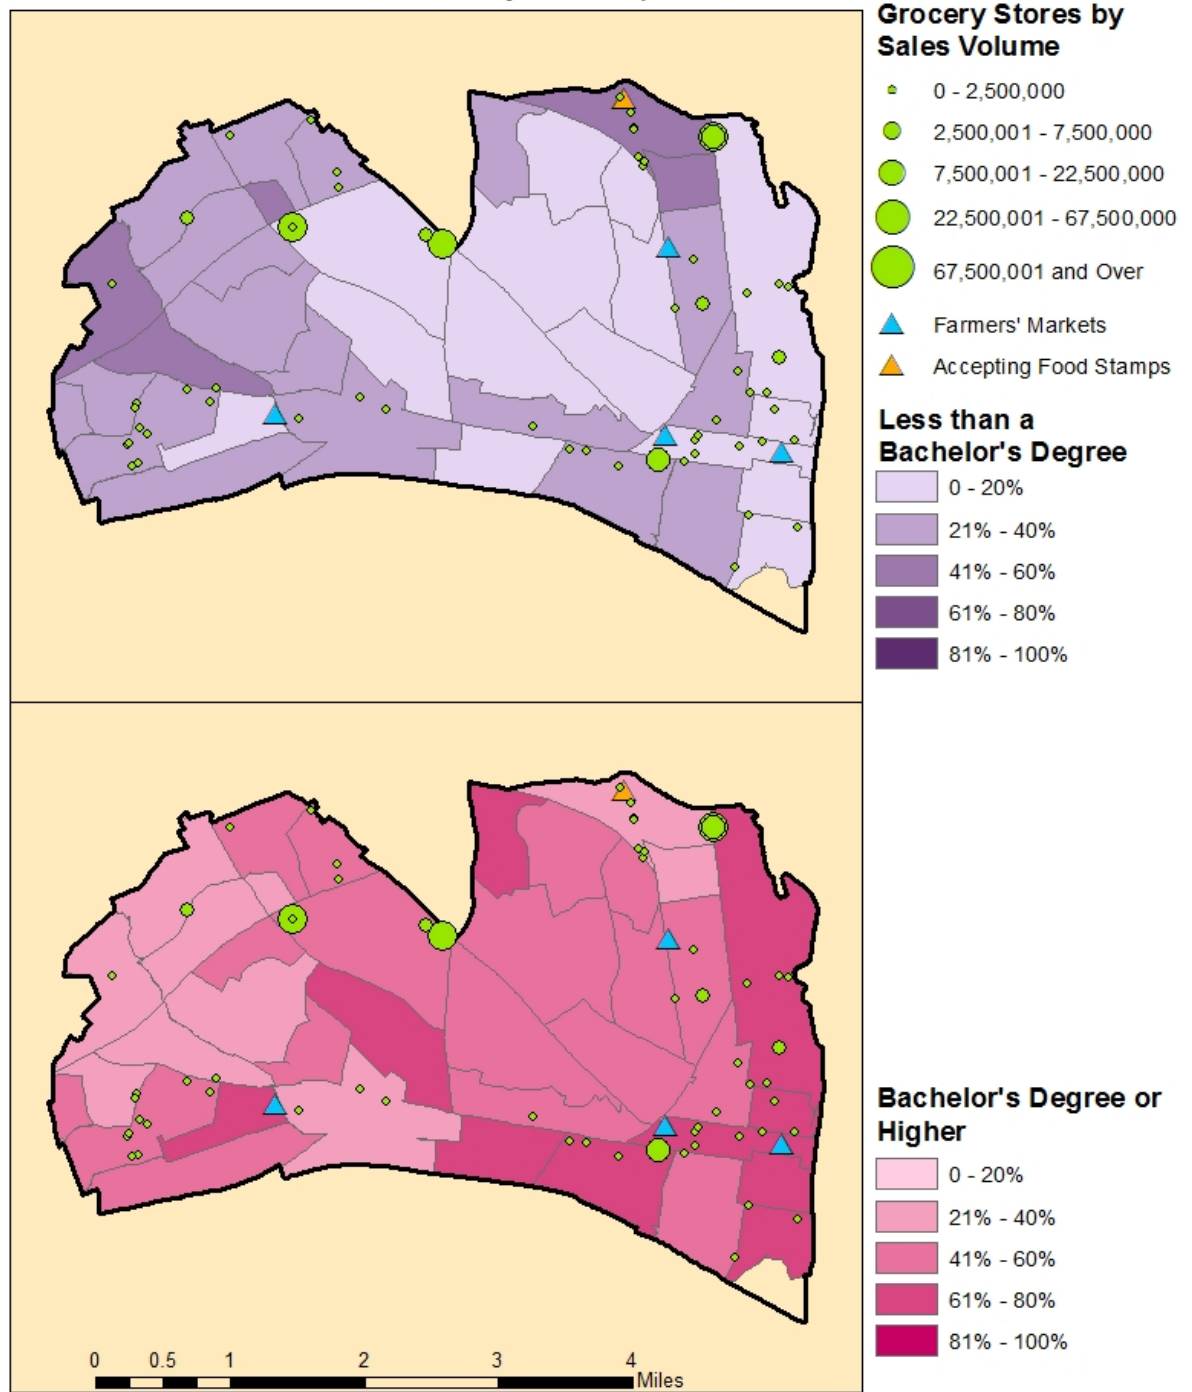 Grocery Stores by
Sales Volume
0 - 2,500,000
2,500,001 - 7,500,000
7,500,001 - 22,500,000
22,500,001 - 67,500,000
67,500,001 and Over
Farmers' Markets
Accepting Food Stamps
Less than a
Bachelor's Degree
0 - 20%
21% - 40%
41% - 60%
61% - 80%
81% - 100%
Bachelor's Degree or
Higher
0 - 20%
21% - 40%
41% - 60%
61% - 80%
81% - 100%
0 0.5 1 2 3 4
Miles